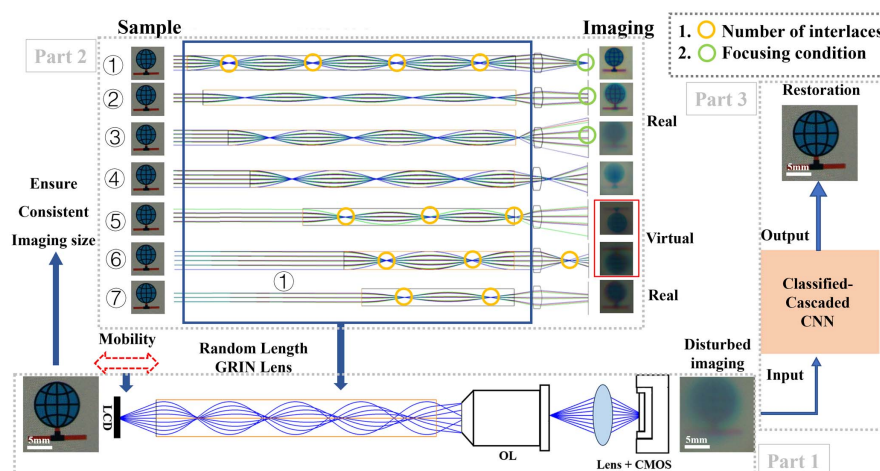 Sample
Imaging
1. Number of interlaces
2. Focusing condition
Part 2
①
②
③
④
⑤
⑥
⑦
①
Real
Virtual
Real
Ensure
Consistent
Imaging size
Part 3
Restoration
5mm
Output
Classified-
Cascaded
CNN
Input
Mobility
Random Length
GRIN Lens
Disturbed
imaging
5mm
LCD
OL
Lens + CMOS
5mm
Part 1